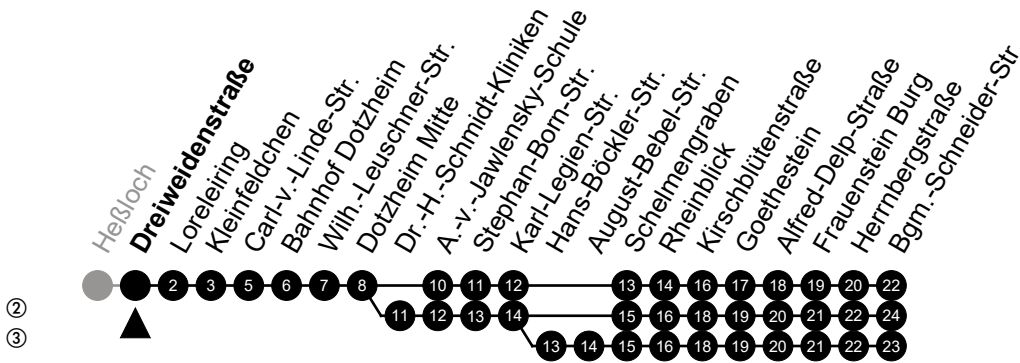 Heßloch
Dreiweidenstraße
Loreleiring
Kleinfeldchen
Carl-v.-Linde-Str.
Bahnhof Dotzheim
Wilh.-Leuschner-Str.
Dotzheim Mitte
Dr.-H.-Schmidt-Kliniken
A.-v.-Jawlensky-Schule
Stephan-Born-Str.
Karl-Legien-Str.
Hans-Böckler-Str.
August-Bebel-Str.
Schelmengraben
Rheinblick
Kirschblütenstraße
Goethestein
Alfred-Delp-Straße
Frauenstein Burg
Herrnbergstraße
Bgm.-Schneider-Str
2 3 5 6 7 8 10 11 12 13 14 16 17 18 19 20 22
② 11 12 13 14 15 16 18 19 20 21 22 24
③ 13 14 15 16 18 19 20 21 22 23